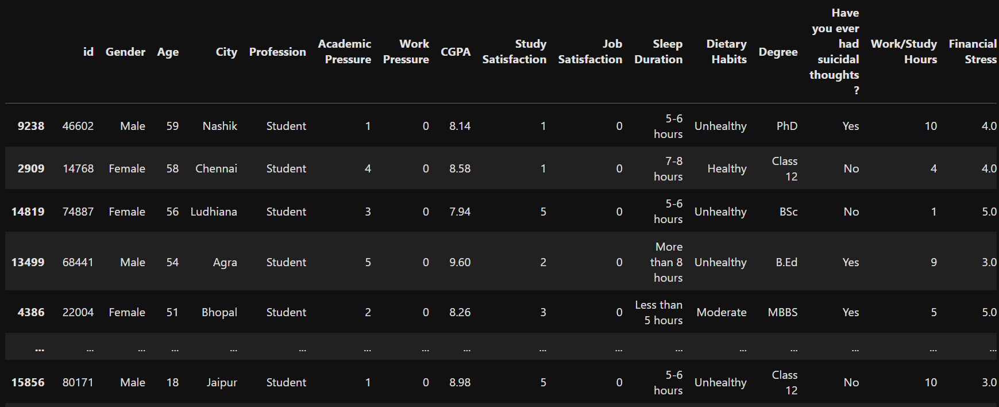 id Gender Age City Profession Academic Pressure Work Pressure CGPA Study Satisfaction Job Satisfaction Sleep Duration Dietary Habits Degree Have you ever had suicidal thoughts ? Work/Study Hours Financial Stress
9238 46602 Male 59 Nashik Student 1 0 8.14 1 0 5-6 hours Unhealthy PhD Yes 10 4.0
2909 14768 Female 58 Chennai Student 4 0 8.58 1 0 7-8 hours Healthy Class 12 No 4 4.0
14819 74887 Female 56 Ludhiana Student 3 0 7.94 5 0 5-6 hours Unhealthy BSc No 1 5.0
13499 68441 Male 54 Agra Student 5 0 9.60 2 0 More than 8 hours Unhealthy B.Ed Yes 9 3.0
4386 22004 Female 51 Bhopal Student 2 0 8.26 3 0 Less than 5 hours Moderate MBBS Yes 5 5.0
... ... ... ... ... ... ... ... ... ... ... ... ... ... ... ... ...
15856 80171 Male 18 Jaipur Student 1 0 8.98 5 0 5-6 hours Unhealthy Class 12 No 10 3.0